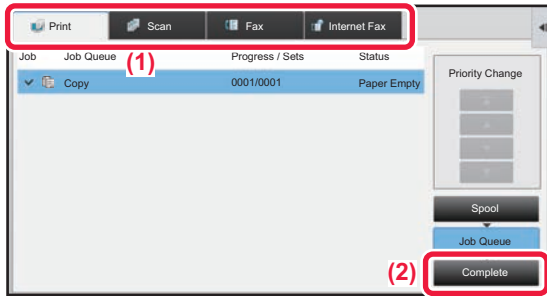 Print Scan Fax Internet Fax
Job Job Queue Progress / Sets Status
(1)
Copy 0001/0001 Paper Empty
Priority Change
Spool
Job Queue
(2) Complete